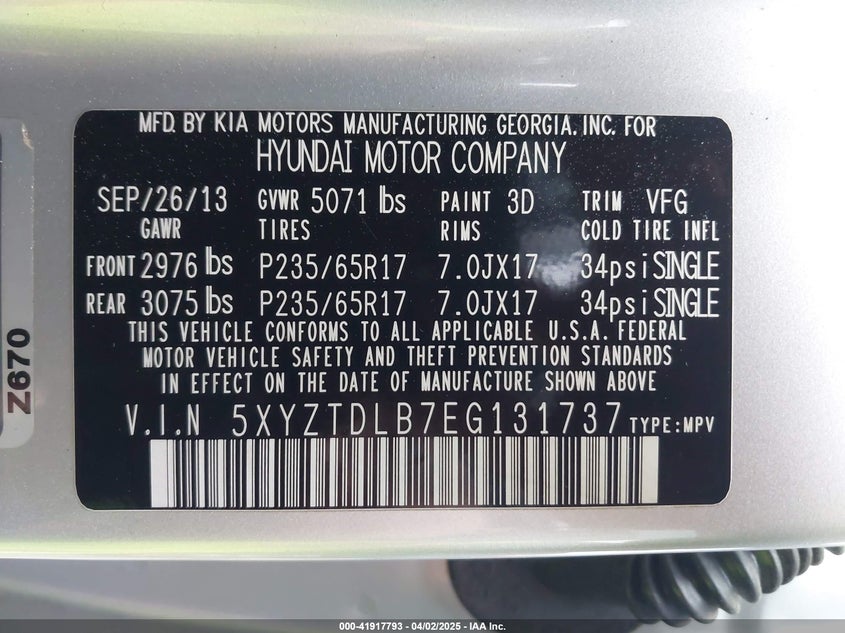 MFD. BY KIA MOTORS MANUFACTURING GEORGIA. INC. FOR
HYUNDAI MOTOR COMPANY
SEP/26/13 GVWR 5071 lbs PAINT 3D TRIM VFG
GAWR TIRES RIMS COLD TIRE INFL
FRONT 2976 lbs P235/65R17 7.0JX17 34psi SINGLE
REAR 3075 lbs P235/65R17 7.0JX17 34psi SINGLE
THIS VEHICLE CONFORMS TO ALL APPLICABLE U.S.A. FEDERAL
MOTOR VEHICLE SAFETY AND THEFT PREVENTION STANDARDS
IN EFFECT ON THE DATE OF MANUFACTURE SHOWN ABOVE
V.I.N 5XYZTDLB7EG131737 TYPE:MPV
Z670
000-41917793 - 04/02/2025 - IAA Inc.